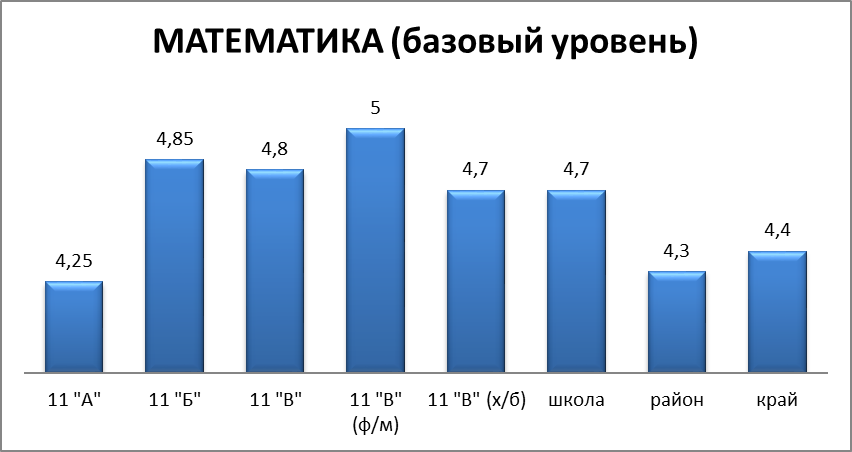 МАТЕМАТИКА (базовый уровень)
4,25
4,85
4,8
5
4,7
4,7
4,3
4,4
11 "А"
11 "Б"
11 "В"
11 "В"
(ф/м)
11 "В" (х/б)
школа
район
край